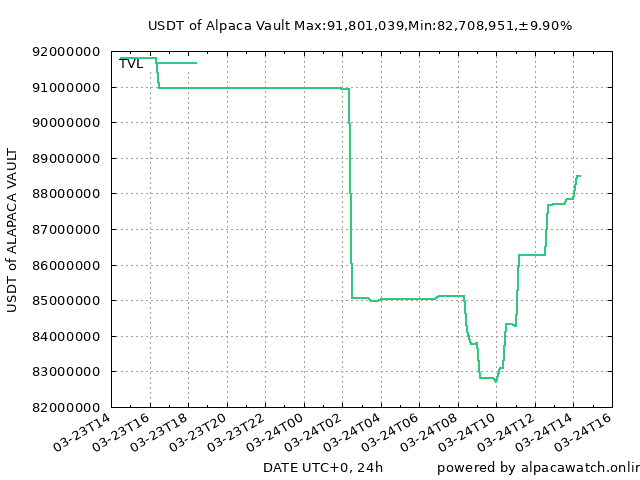 USDT of Alpaca Vault Max:91,801,039,Min:82,708,951,±9.90%
92000000
TVL
91000000
90000000
89000000
88000000
87000000
86000000
85000000
84000000
83000000
82000000
USDT of ALAPACA VAULT
03-23T14
03-23T16
03-23T18
03-23T20
03-23T22
03-24T00
03-24T02
03-24T04
03-24T06
03-24T08
03-24T10
03-24T12
03-24T14
03-24T16
DATE UTC+0, 24h
powered by alpacawatch.onlin